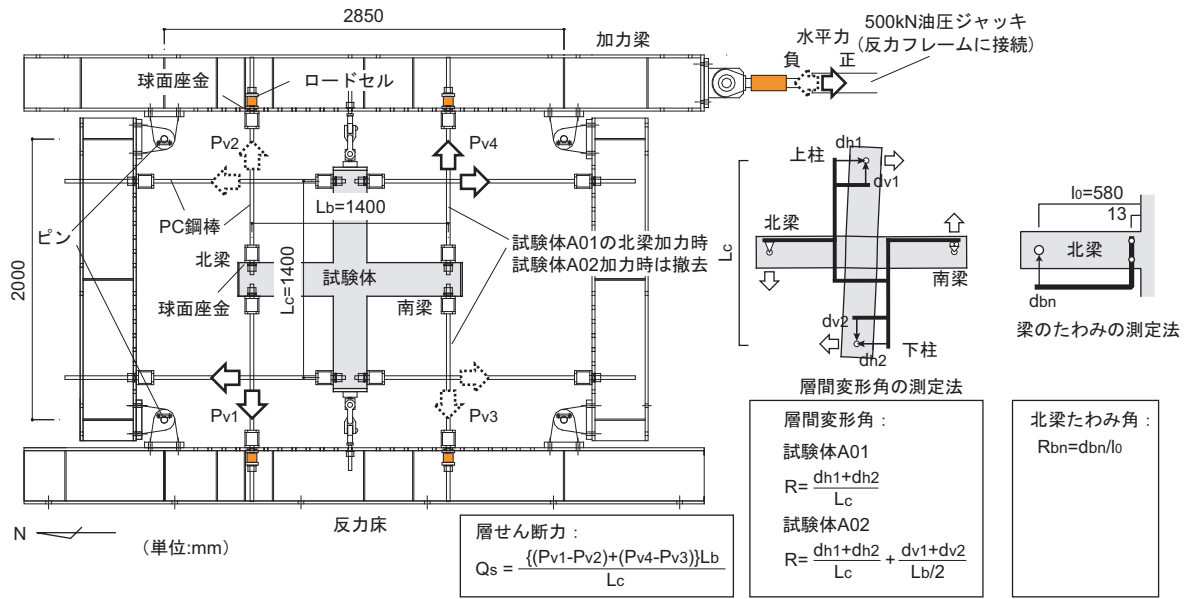 2850
加力梁
500kN油圧ジャッキ
(反力フレームに接続)
水平力
負 正
球面座金
ロードセル
Pv2
Pv4
PC鋼棒
Lb=1400
ピン
2000
北梁
球面座金
Lc=1400
試験体
南梁
試験体A01の北梁加力時
試験体A02加力時は撤去
Pv1
Pv3
反力床
N
(単位:mm)
上柱
dh1
dv1
Lc
北梁
南梁
dv2
dh2
下柱
層間変形角の測定法
l0=580
13
北梁
dbn
梁のたわみの測定法
層せん断力：
Qs = {(Pv1-Pv2)+(Pv4-Pv3)}Lb
Lc
層間変形角：
試験体A01
R= dh1+dh2
Lc
試験体A02
R= dh1+dh2 + dv1+dv2
Lc Lb/2
北梁たわみ角：
Rbn=dbn/l0